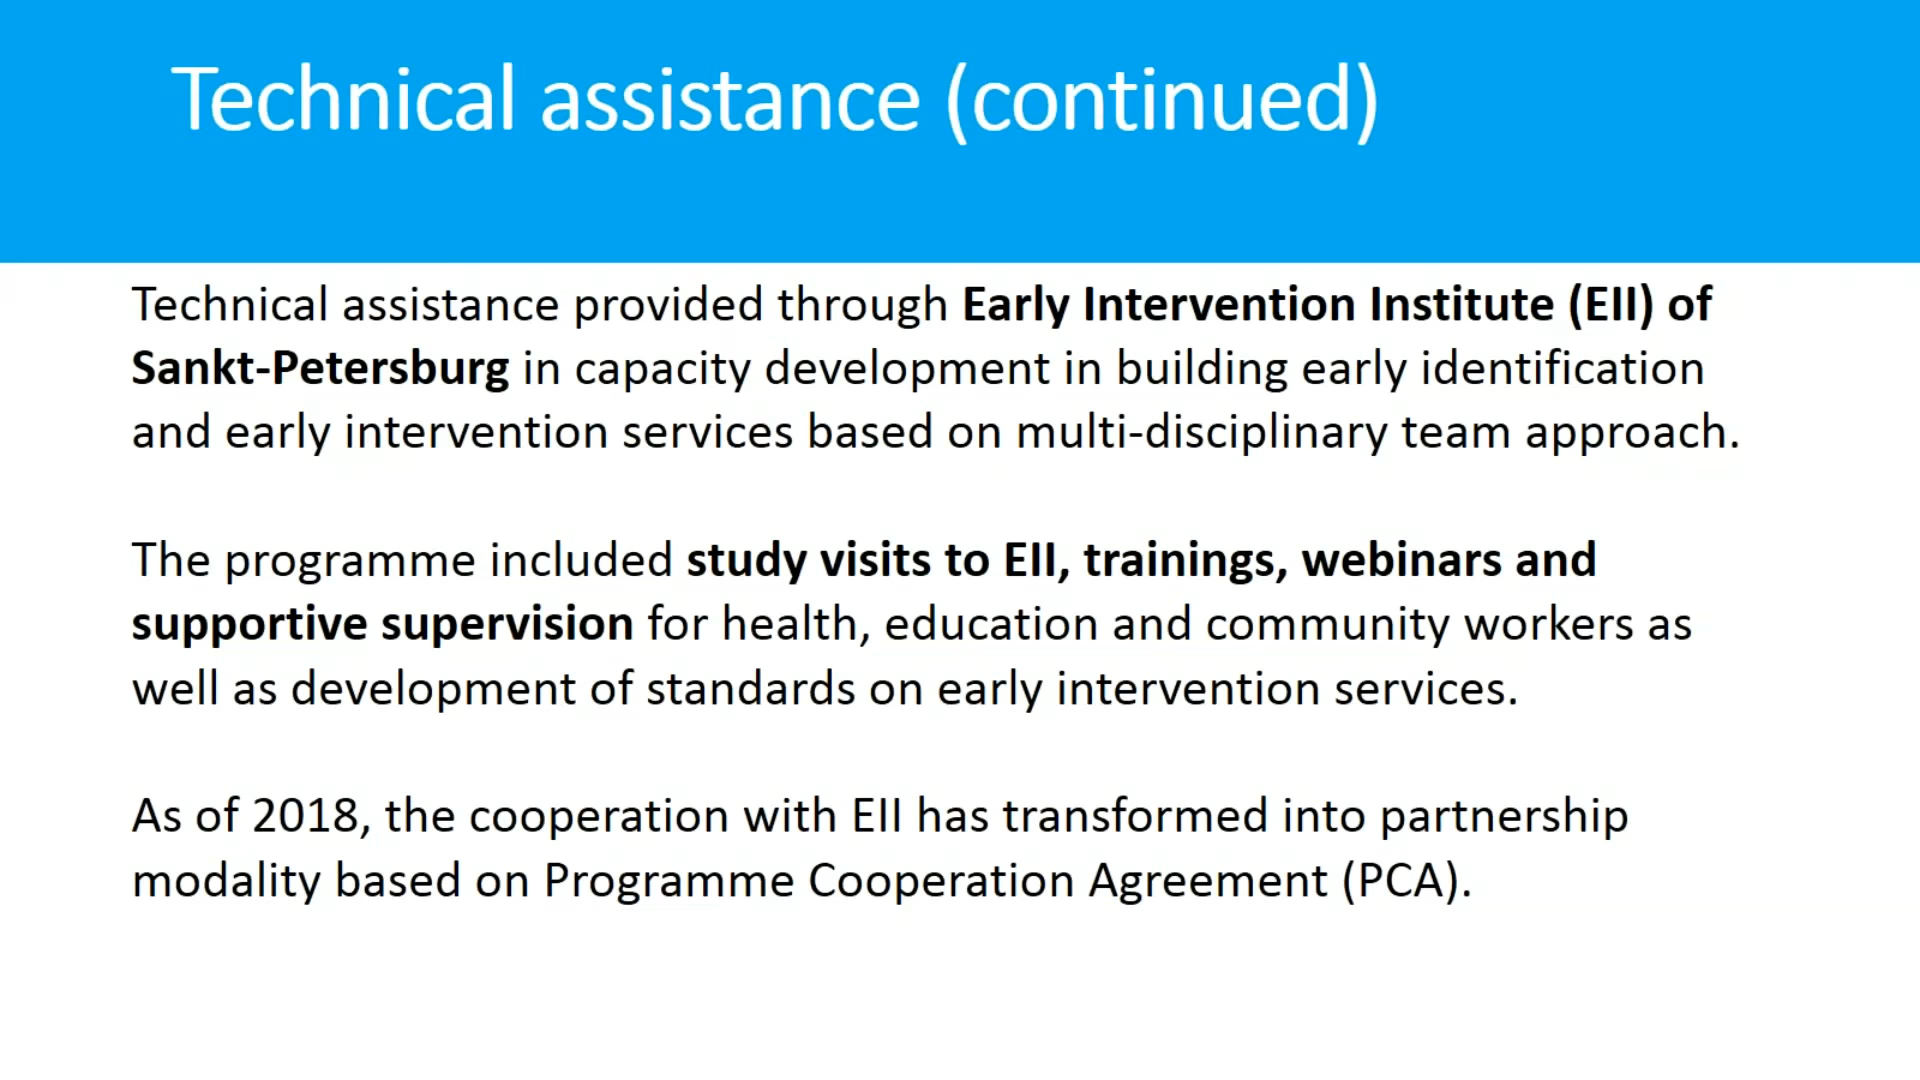 Technical assistance (continued)
Technical assistance provided through Early Intervention Institute (EII) of
Sankt-Petersburg in capacity development in building early identification
and early intervention services based on multi-disciplinary team approach.
The programme included study visits to EII, trainings, webinars and
supportive supervision for health, education and community workers as
well as development of standards on early intervention services.
As of 2018, the cooperation with EII has transformed into partnership
modality based on Programme Cooperation Agreement (PCA).